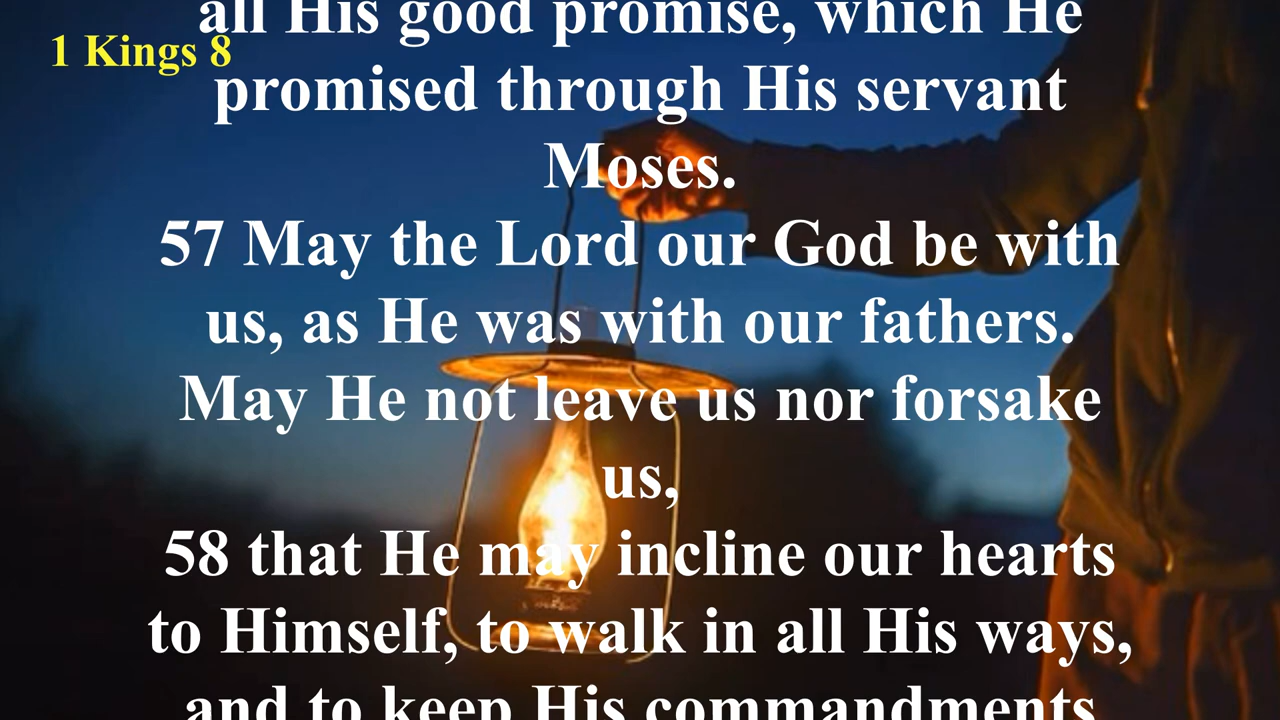 all His good promise, which He
1 Kings 8
promised through His servant
Moses.
57 May the Lord our God be with
us, as He was with our fathers.
May He not leave us nor forsake
us,
58 that He may incline our hearts
to Himself, to walk in all His ways,
and to keep His commandments